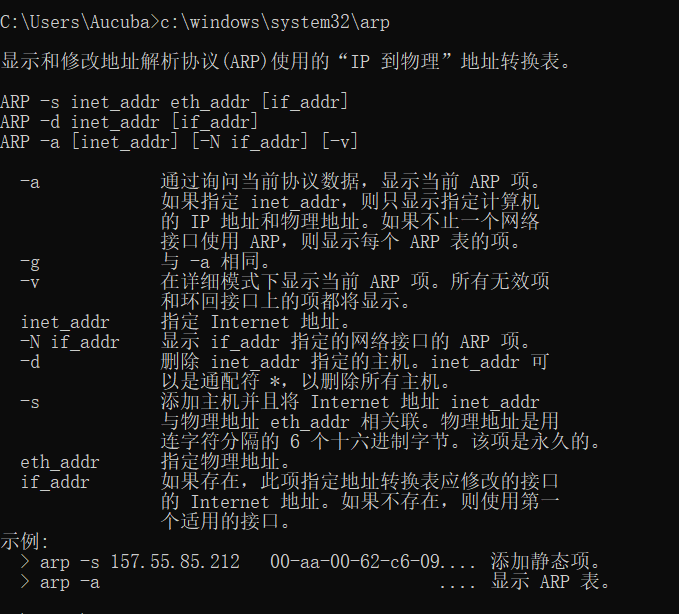 C:\Users\Aucuba>c:\windows\system32\arp
显示和修改地址解析协议(ARP)使用的“IP 到物理”地址转换表。
ARP -s inet_addr eth_addr [if_addr]
ARP -d inet_addr [if_addr]
ARP -a [inet_addr] [-N if_addr] [-v]
-a 通过询问当前协议数据，显示当前 ARP 项。
如果指定 inet_addr，则只显示指定计算机
的 IP 地址和物理地址。如果不止一个网络
接口使用 ARP，则显示每个 ARP 表的项。
-g 与 -a 相同。
-v 在详细模式下显示当前 ARP 项。所有无效项
和环回接口上的项都将显示。
inet_addr 指定 Internet 地址。
-N if_addr 显示 if_addr 指定的网络接口的 ARP 项。
-d 删除 inet_addr 指定的主机。inet_addr 可
以是通配符 *，以删除所有主机。
-s 添加主机并且将 Internet 地址 inet_addr
与物理地址 eth_addr 相关联。物理地址是用
连字符分隔的 6 个十六进制字节。该项是永久的。
eth_addr 指定物理地址。
if_addr 如果存在，此项指定地址转换表应修改的接口
的 Internet 地址。如果不存在，则使用第一
个适用的接口。
示例:
> arp -s 157.55.85.212 00-aa-00-62-c6-09.... 添加静态项。
> arp -a .... 显示 ARP 表。